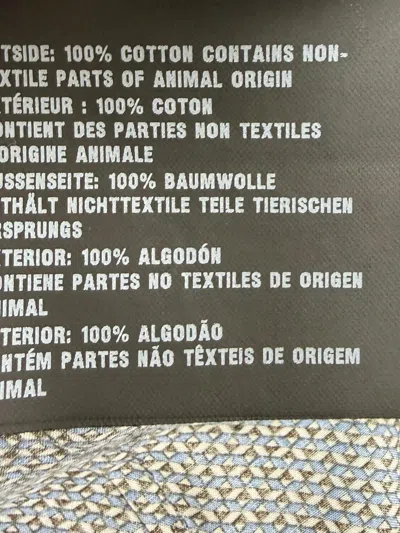 TSIDE: 100% COTTON CONTAINS NON-
XTILE PARTS OF ANIMAL ORIGIN
TÉRIEUR : 100% COTON
ONTIENT DES PARTIES NON TEXTILES
'ORIGINE ANIMALE
USSENSEITE: 100% BAUMWOLLE
THÄLT NICHTTEXTILE TEILE TIERISCHEN
RSPRUNGS
TERIOR: 100% ALGODÓN
ONTIENE PARTES NO TEXTILES DE ORIGEN
NIMAL
TERIOR: 100% ALGODÃO
NTÉM PARTES NÃO TÊXTEIS DE ORIGEM
NIMAL